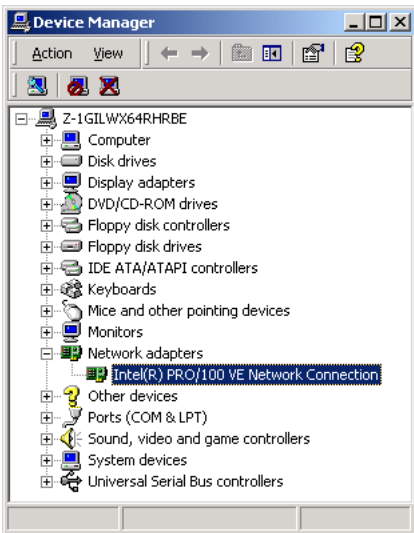 Device Manager
Action View
Z-1GILWX64RHRBE
Computer
Disk drives
Display adapters
DVD/CD-ROM drives
Floppy disk controllers
Floppy disk drives
IDE ATA/ATAPI controllers
Keyboards
Mice and other pointing devices
Monitors
Network adapters
Intel(R) PRO/100 VE Network Connection
Other devices
Ports (COM & LPT)
Sound, video and game controllers
System devices
Universal Serial Bus controllers